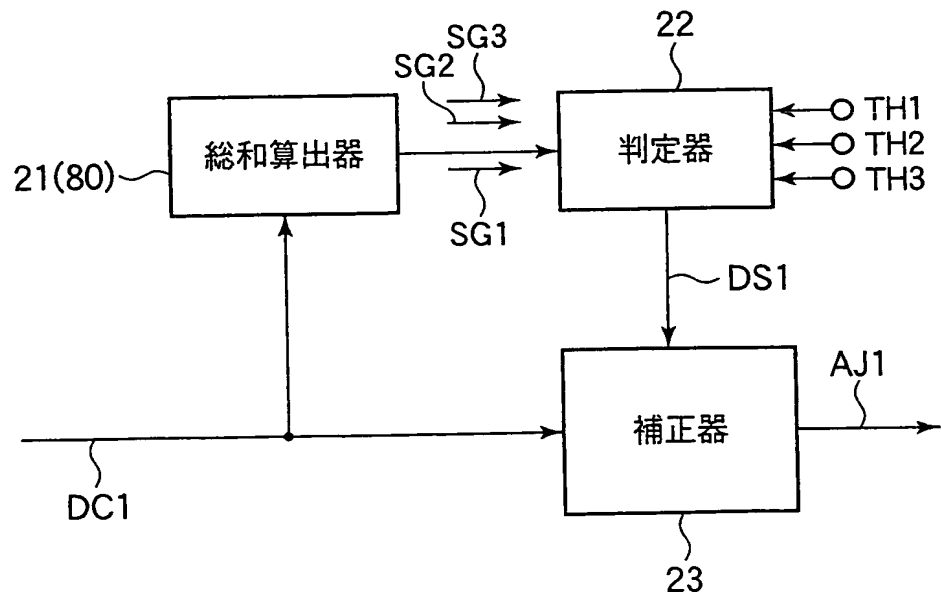 SG3
22
SG2
総和算出器
判定器
TH1
TH2
TH3
21(80)
SG1
DS1
AJ1
補正器
DC1
23